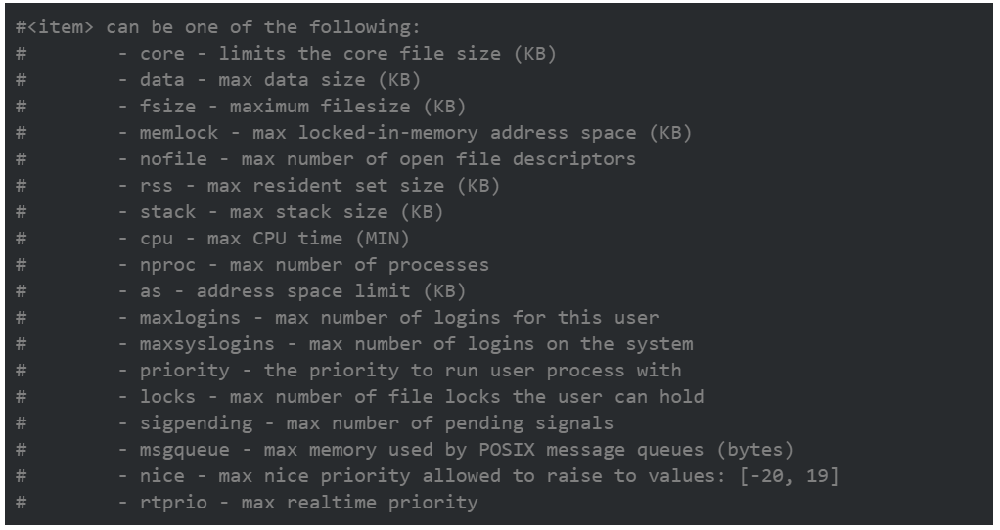 #<item> can be one of the following:
#        - core - limits the core file size (KB)
#        - data - max data size (KB)
#        - fsize - maximum filesize (KB)
#        - memlock - max locked-in-memory address space (KB)
#        - nofile - max number of open file descriptors
#        - rss - max resident set size (KB)
#        - stack - max stack size (KB)
#        - cpu - max CPU time (MIN)
#        - nproc - max number of processes
#        - as - address space limit (KB)
#        - maxlogins - max number of logins for this user
#        - maxsyslogins - max number of logins on the system
#        - priority - the priority to run user process with
#        - locks - max number of file locks the user can hold
#        - sigpending - max number of pending signals
#        - msgqueue - max memory used by POSIX message queues (bytes)
#        - nice - max nice priority allowed to raise to values: [-20, 19]
#        - rtprio - max realtime priority